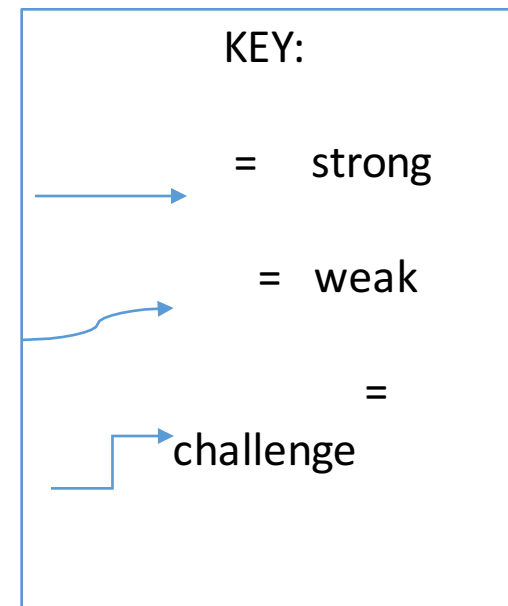 KEY:
= strong
= weak
=
challenge